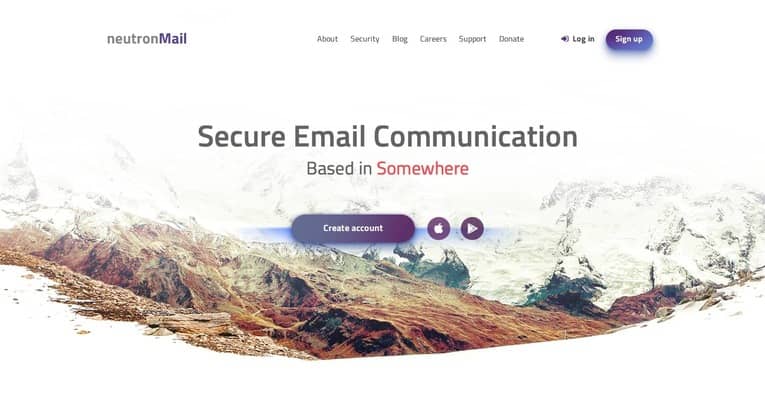 neutronMail
About Security Blog Careers Support Donate
Log in
Sign up
Secure Email Communication
Based in Somewhere
Create account